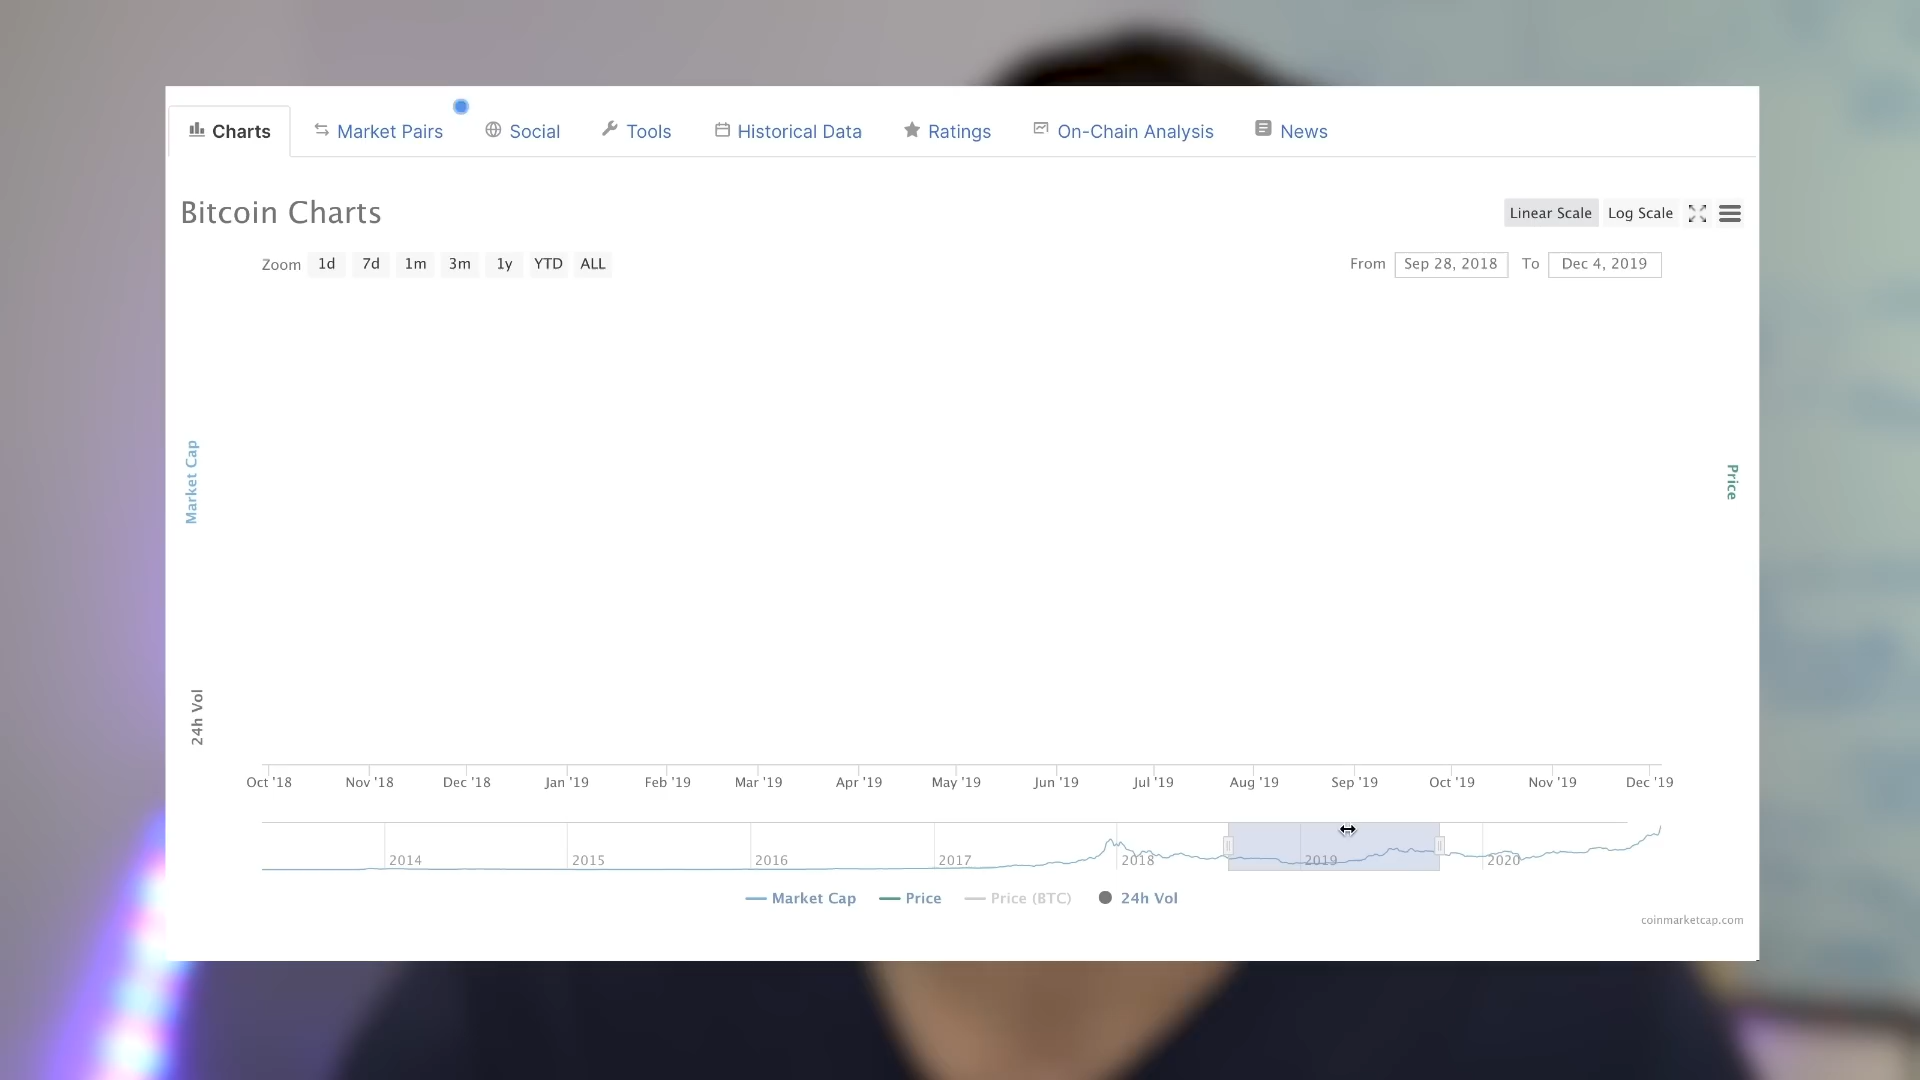 Charts Market Pairs Social Tools Historical Data Ratings On-Chain Analysis News
Bitcoin Charts
Linear Scale Log Scale
Zoom 1d 7d 1m 3m 1y YTD ALL
From Sep 28, 2018 To Dec 4, 2019
Market Cap
Price
24h Vol
Oct '18 Nov '18 Dec '18 Jan '19 Feb '19 Mar '19 Apr '19 May '19 Jun '19 Jul '19 Aug '19 Sep '19 Oct '19 Nov '19 Dec '19
2014 2015 2016 2017 2018 2019 2020
Market Cap Price Price (BTC) 24h Vol
coinmarketcap.com